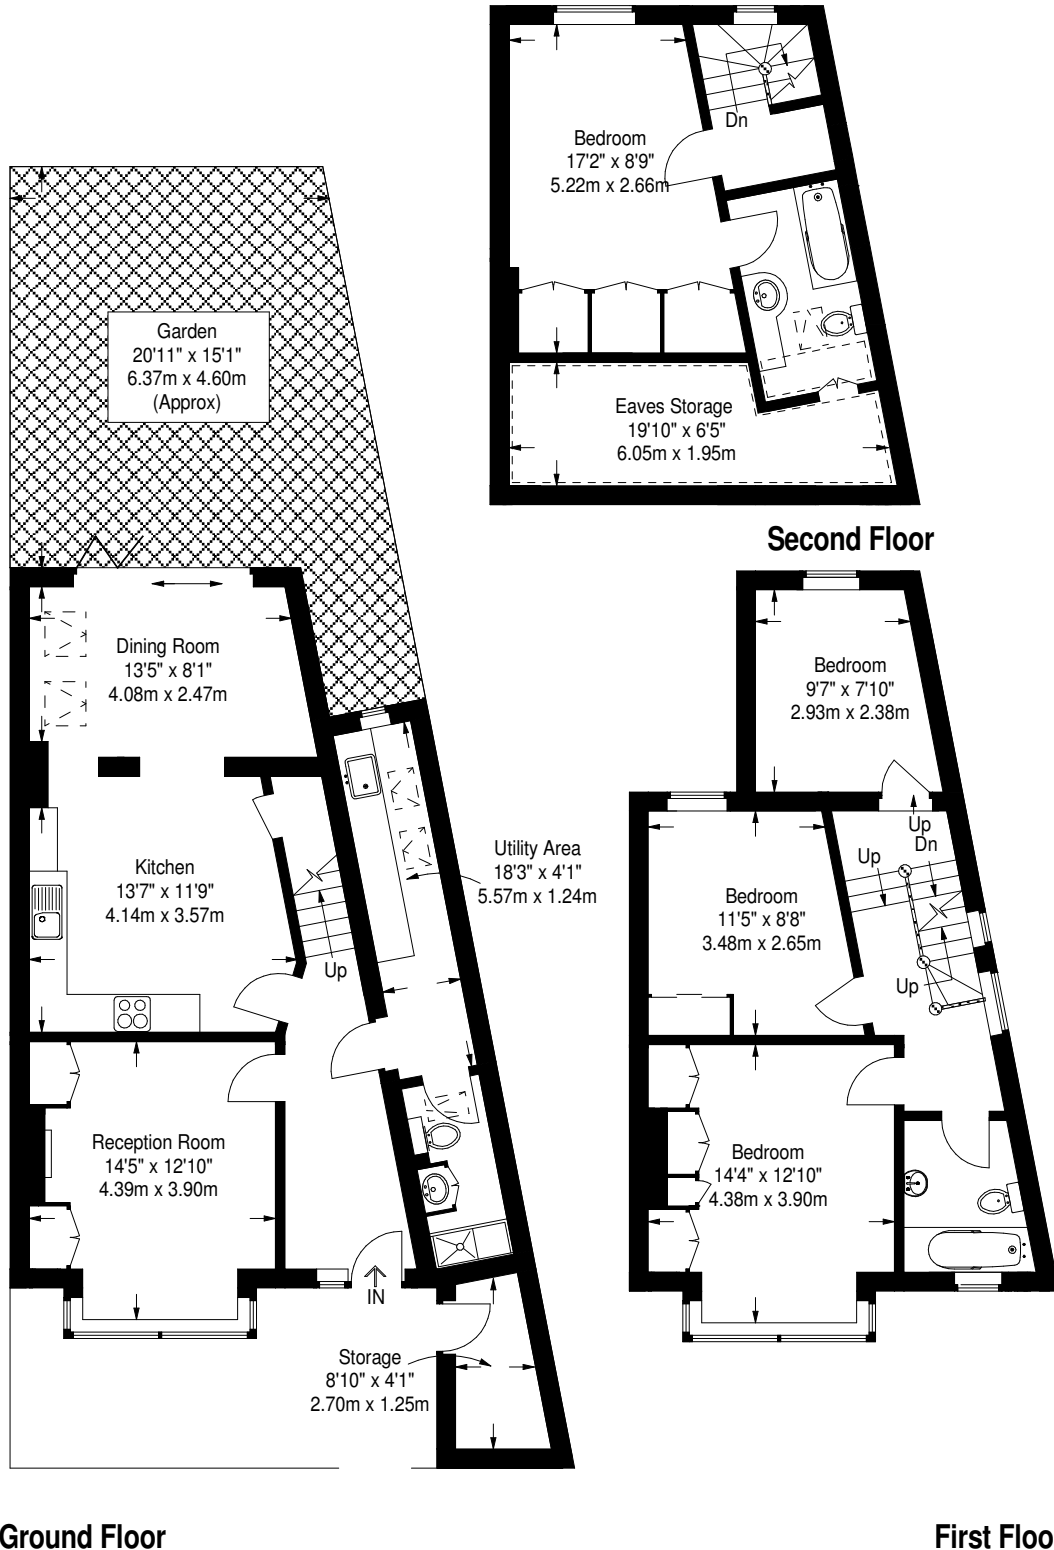 Dn
Bedroom
17'2" x 8'9"
5.22m x 2.66m
Eaves Storage
19'10" x 6'5"
6.05m x 1.95m
Second Floor
Garden
20'11" x 15'1"
6.37m x 4.60m
(Approx)
Dining Room
13'5" x 8'1"
4.08m x 2.47m
Kitchen
13'7" x 11'9"
4.14m x 3.57m
Up
Utility Area
18'3" x 4'1"
5.57m x 1.24m
Reception Room
14'5" x 12'10"
4.39m x 3.90m
IN
Storage
8'10" x 4'1"
2.70m x 1.25m
Ground Floor
Bedroom
9'7" x 7'10"
2.93m x 2.38m
Up
Dn
Up
Bedroom
11'5" x 8'8"
3.48m x 2.65m
Up
Bedroom
14'4" x 12'10"
4.38m x 3.90m
First Floo